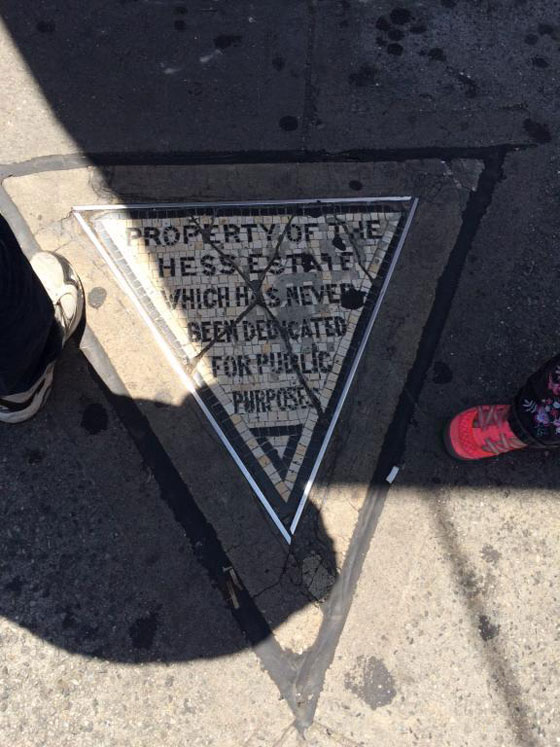 PROPERTY OF THE
HESS ESTATE
WHICH HAS NEVER
BEEN DEDICATED
FOR PUBLIC
PURPOSES